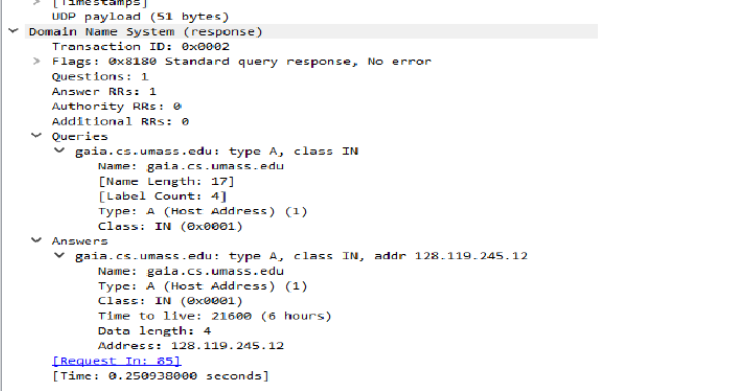 [Timestamps]
UDP payload (51 bytes)
Domain Name System (response)
Transaction ID: 0x0002
Flags: 0x8180 Standard query response, No error
Questions: 1
Answer RRs: 1
Authority RRs: 0
Additional RRs: 0
Queries
gaia.cs.umass.edu: type A, class IN
Name: gaia.cs.umass.edu
[Name Length: 17]
[Label Count: 4]
Type: A (Host Address) (1)
Class: IN (0x0001)
Answers
gaia.cs.umass.edu: type A, class IN, addr 128.119.245.12
Name: gaia.cs.umass.edu
Type: A (Host Address) (1)
Class: IN (0x0001)
Time to live: 21600 (6 hours)
Data length: 4
Address: 128.119.245.12
[Request In: 85]
[Time: 0.250938000 seconds]